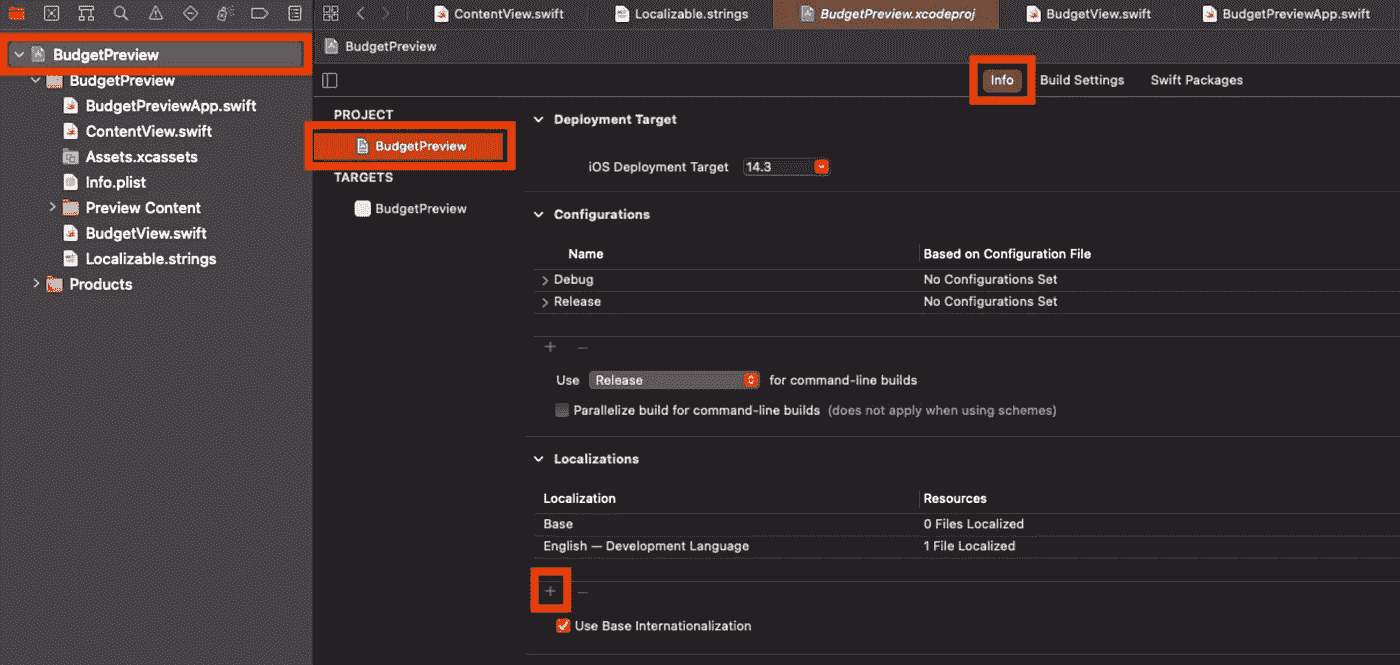 ContentView.swift
Localizable.strings
BudgetPreview.xcodeproj
BudgetView.swift
BudgetPreviewApp.swift
BudgetPreview
BudgetPreview
BudgetPreview
BudgetPreviewApp.swift
ContentView.swift
Assets.xcassets
Info.plist
Preview Content
BudgetView.swift
Localizable.strings
Products
PROJECT
BudgetPreview
TARGETS
BudgetPreview
Info
Build Settings
Swift Packages
Deployment Target
iOS Deployment Target 14.3
Configurations
Name Based on Configuration File
Debug No Configurations Set
Release No Configurations Set
Use Release for command-line builds
Parallelize build for command-line builds (does not apply when using schemes)
Localizations
Localization Resources
Base 0 Files Localized
English — Development Language 1 File Localized
Use Base Internationalization